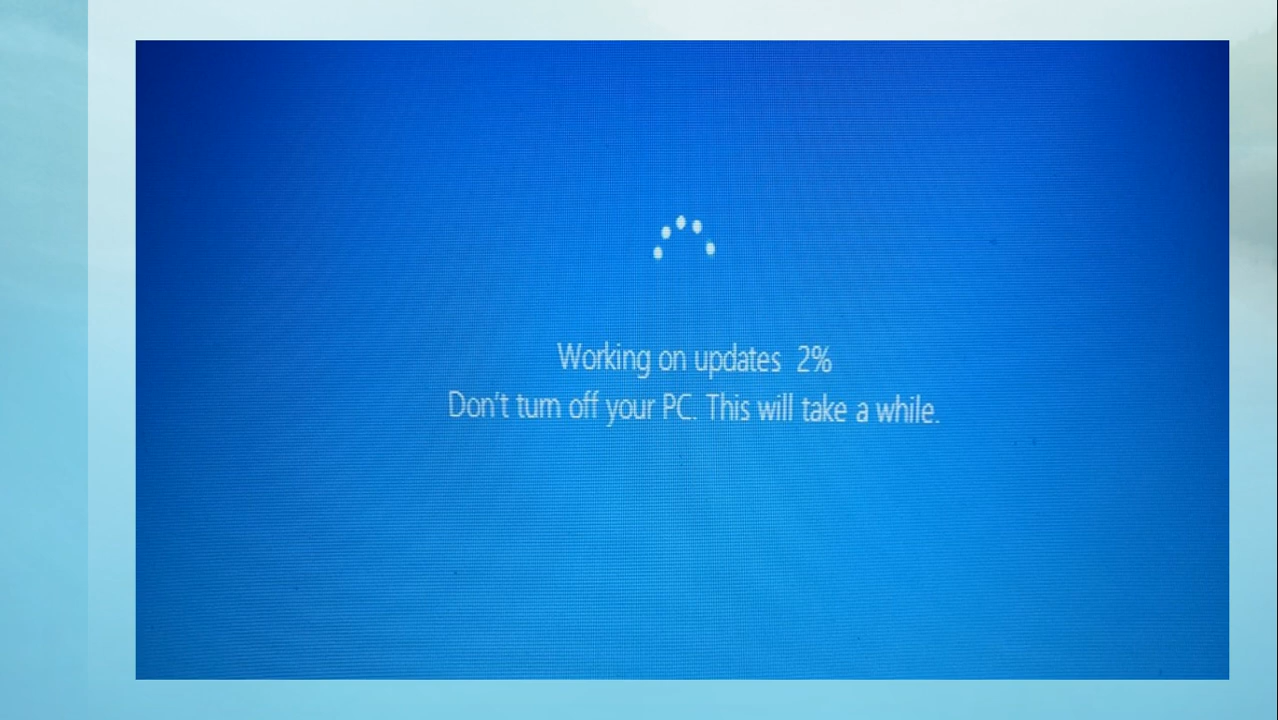 Working on updates  2%
Don't turn off your PC. This will take a while.